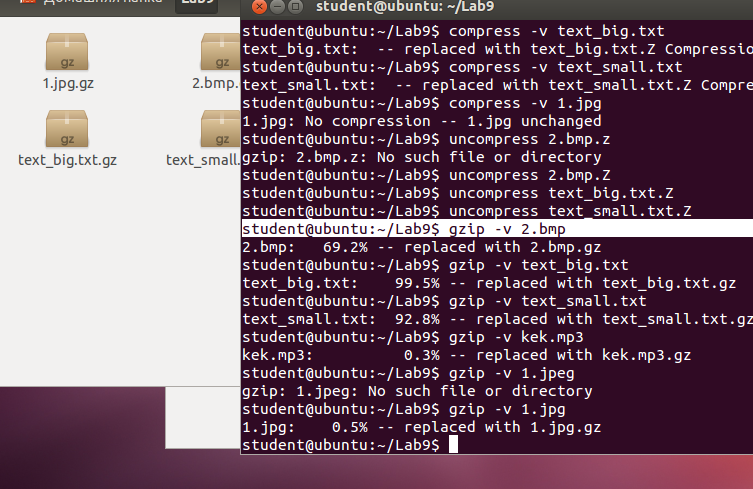 Домашняя папка
Lab9
student@ubuntu: ~/Lab9
gz
1.jpg.gz
2.bmp.
gz
text_big.txt.gz
text_small.
student@ubuntu:~/Lab9$ compress -v text_big.txt
text_big.txt:  -- replaced with text_big.txt.Z Compression
student@ubuntu:~/Lab9$ compress -v text_small.txt
text_small.txt:  -- replaced with text_small.txt.Z Compre
student@ubuntu:~/Lab9$ compress -v 1.jpg
1.jpg: No compression -- 1.jpg unchanged
student@ubuntu:~/Lab9$ uncompress 2.bmp.z
gzip: 2.bmp.z: No such file or directory
student@ubuntu:~/Lab9$ uncompress 2.bmp.Z
student@ubuntu:~/Lab9$ uncompress text_big.txt.Z
student@ubuntu:~/Lab9$ uncompress text_small.txt.Z
student@ubuntu:~/Lab9$ gzip -v 2.bmp
2.bmp:   69.2% -- replaced with 2.bmp.gz
student@ubuntu:~/Lab9$ gzip -v text_big.txt
text_big.txt:    99.5% -- replaced with text_big.txt.gz
student@ubuntu:~/Lab9$ gzip -v text_small.txt
text_small.txt:  92.8% -- replaced with text_small.txt.gz
student@ubuntu:~/Lab9$ gzip -v kek.mp3
kek.mp3:          0.3% -- replaced with kek.mp3.gz
student@ubuntu:~/Lab9$ gzip -v 1.jpeg
gzip: 1.jpeg: No such file or directory
student@ubuntu:~/Lab9$ gzip -v 1.jpg
1.jpg:    0.5% -- replaced with 1.jpg.gz
student@ubuntu:~/Lab9$